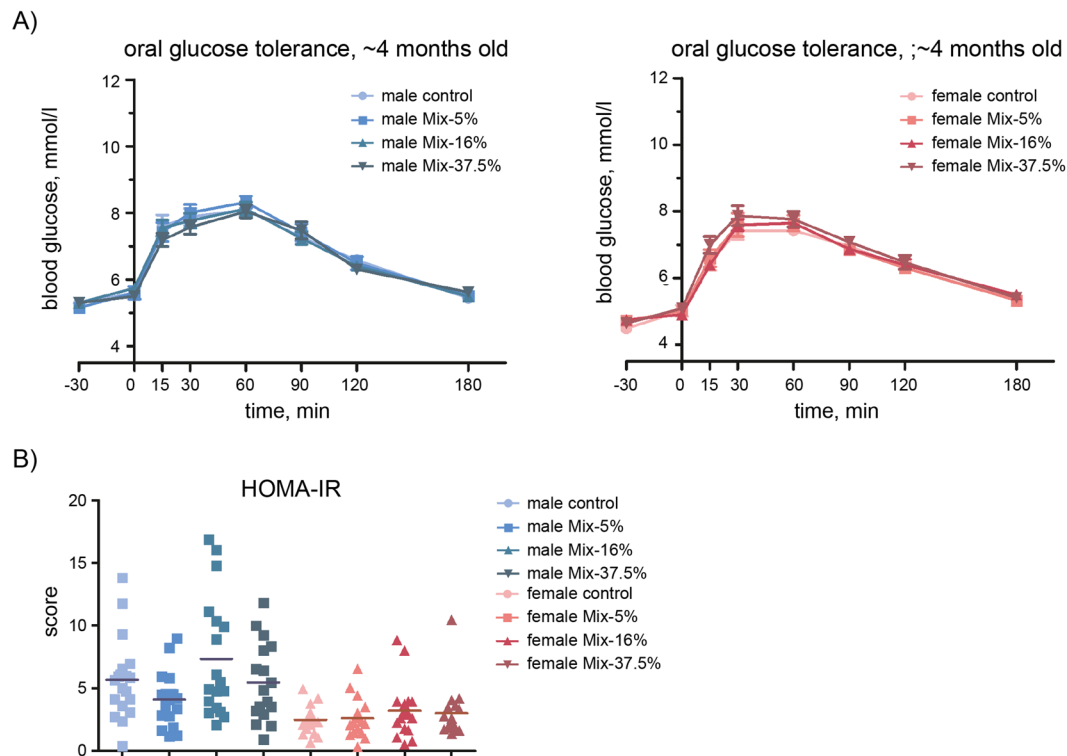 A)
oral glucose tolerance, ~4 months old
blood glucose, mmol/l
12
10
8
6
4
-30 0 15 30 60 90 120 180
time, min
male control
male Mix-5%
male Mix-16%
male Mix-37.5%
oral glucose tolerance, ;~4 months old
blood glucose, mmol/l
12
10
8
6
4
-30 0 15 30 60 90 120 180
time, min
female control
female Mix-5%
female Mix-16%
female Mix-37.5%
B)
HOMA-IR
score
20
15
10
5
0
male control
male Mix-5%
male Mix-16%
male Mix-37.5%
female control
female Mix-5%
female Mix-16%
female Mix-37.5%